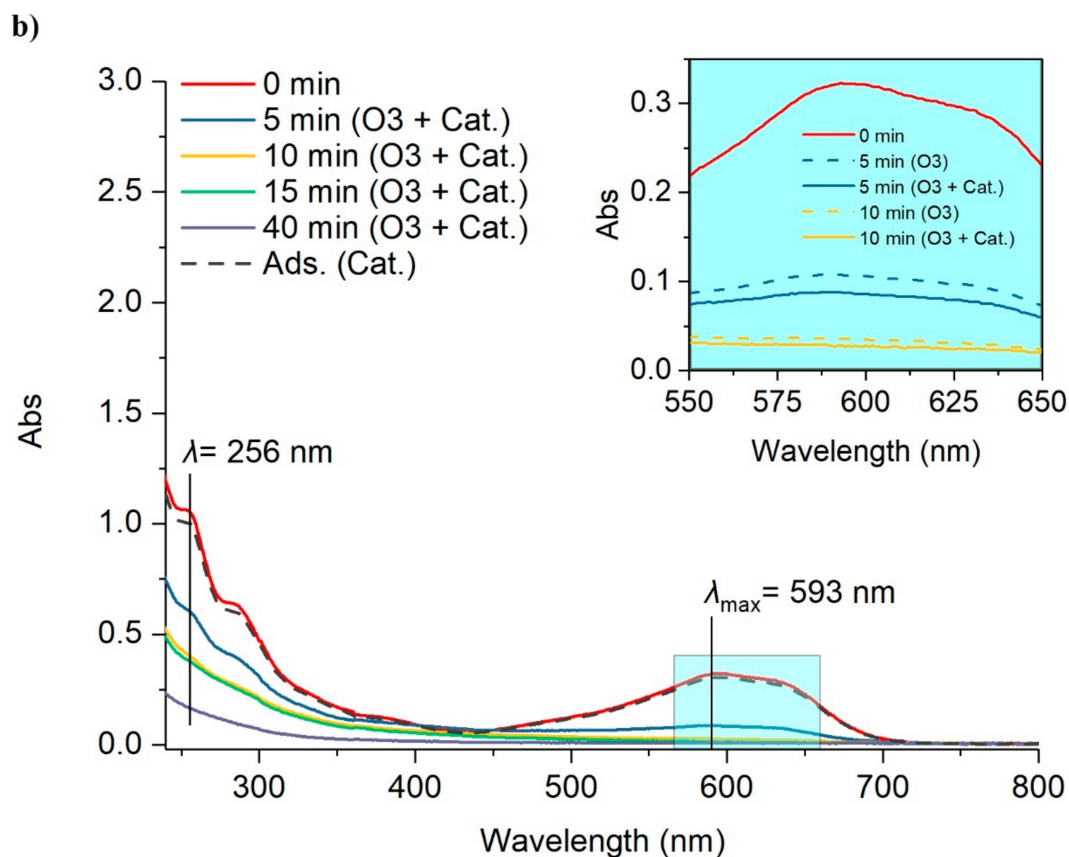 b)
0 min
5 min (O3 + Cat.)
10 min (O3 + Cat.)
15 min (O3 + Cat.)
40 min (O3 + Cat.)
Ads. (Cat.)
3.0
2.5
2.0
1.5
1.0
0.5
0.0
Abs
λ= 256 nm
λmax= 593 nm
300
400
500
600
700
800
Wavelength (nm)
0.3
0.2
0.1
0.0
Abs
0 min
5 min (O3)
5 min (O3 + Cat.)
10 min (O3)
10 min (O3 + Cat.)
550
575
600
625
650
Wavelength (nm)